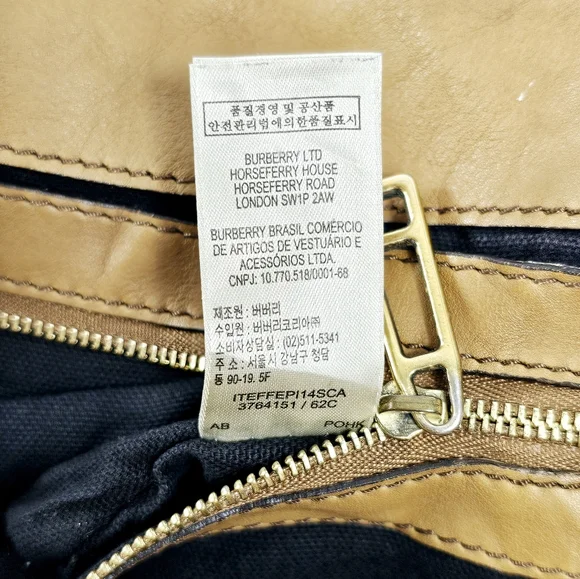 품질경영 및 공산품
안전관리법에의한품질표시
BURBERRY LTD
HORSEFERRY HOUSE
HORSEFERRY ROAD
LONDON SW1P 2AW
BURBERRY BRASIL COMÉRCIO
DE ARTIGOS DE VESTUÁRIO E
ACESSÓRIOS LTDA.
CNPJ: 10.770.518/0001-68
제조원 : 버버리
수입원 : 버버리코리아㈜
소비자상담실 : (02)511-5341
주소 : 서울시 강남구 청담
동 90-19. 5F
ITEFFEPI14SCA
3764151 / 62C
AB POHK